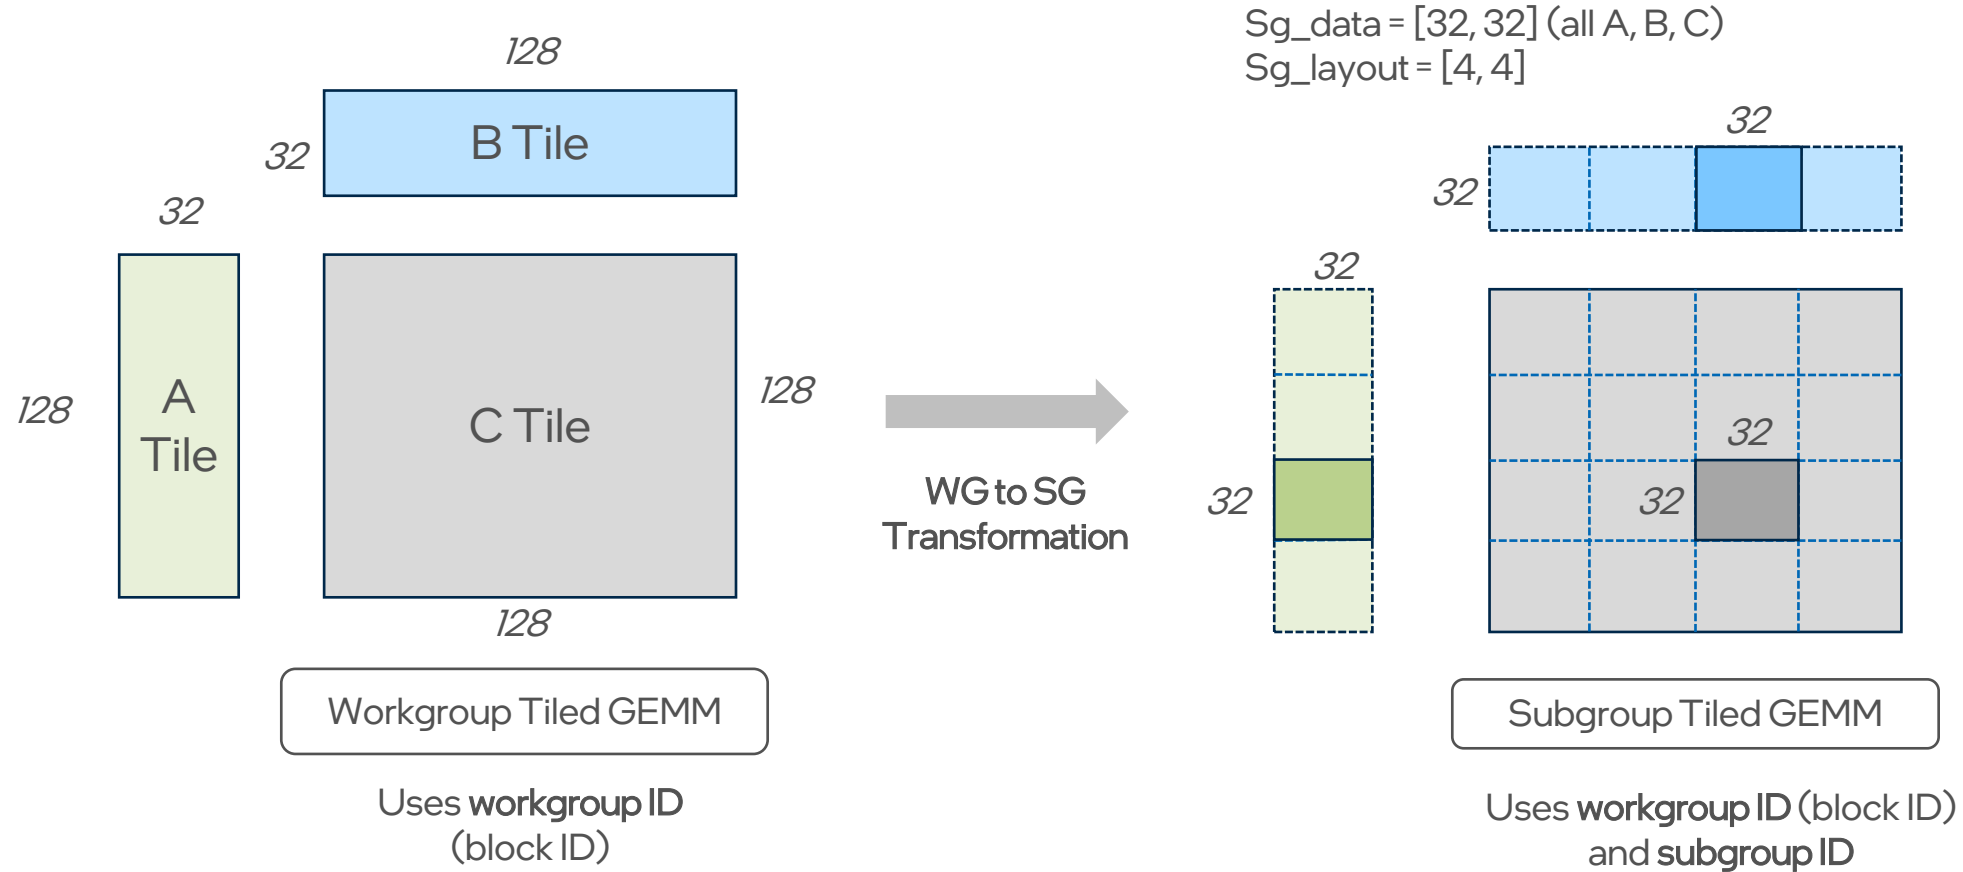 128
B Tile
32
32
A
Tile
128
C Tile
128
128
Workgroup Tiled GEMM
Uses workgroup ID
(block ID)
WG to SG
Transformation
Sg_data = [32, 32] (all A, B, C)
Sg_layout = [4, 4]
32
32
32
32
32
32
Subgroup Tiled GEMM
Uses workgroup ID (block ID)
and subgroup ID